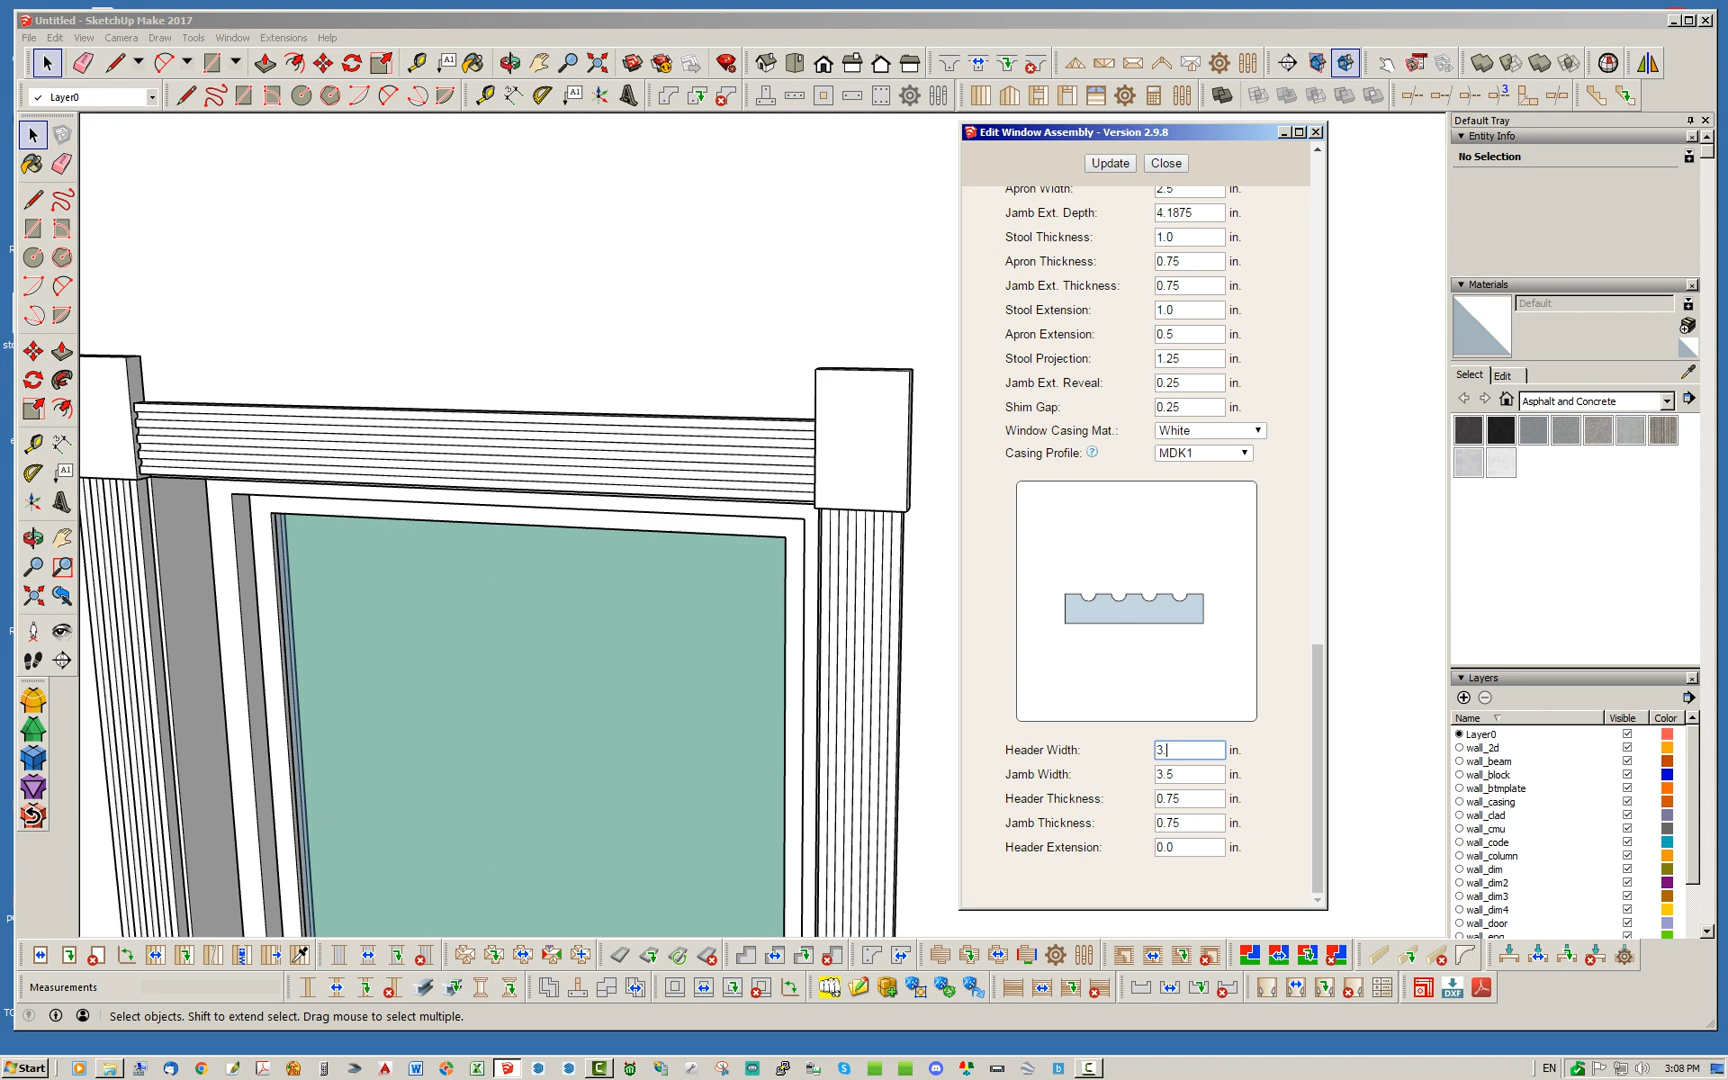 Untitled - SketchUp Make 2017
File Edit View Camera Draw Tools Window Extensions Help
Layer0
Edit Window Assembly - Version 2.9.8
Update Close
Apron Width: 2.5 in.
Jamb Ext. Depth: 4.1875 in.
Stool Thickness: 1.0 in.
Apron Thickness: 0.75 in.
Jamb Ext. Thickness: 0.75 in.
Stool Extension: 1.0 in.
Apron Extension: 0.5 in.
Stool Projection: 1.25 in.
Jamb Ext. Reveal: 0.25 in.
Shim Gap: 0.25 in.
Window Casing Mat.: White
Casing Profile: ? MDK1
Header Width: 3. in.
Jamb Width: 3.5 in.
Header Thickness: 0.75 in.
Jamb Thickness: 0.75 in.
Header Extension: 0.0 in.
Default Tray
Entity Info
No Selection
Materials
Default
Select Edit
Asphalt and Concrete
Layers
Name Visible Color
Layer0
wall_2d
wall_beam
wall_block
wall_btmplate
wall_casing
wall_clad
wall_cmu
wall_code
wall_column
wall_dim
wall_dim2
wall_dim3
wall_dim4
wall_door
wall_eng
Measurements
Select objects. Shift to extend select. Drag mouse to select multiple.
Start
EN 3:08 PM